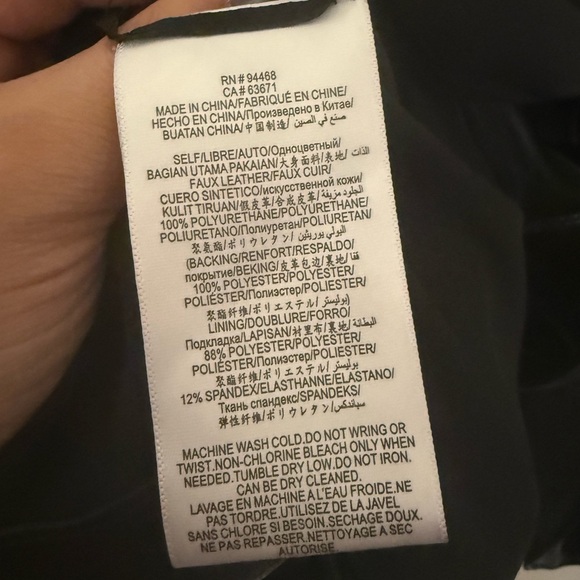 RN# 94468
CA# 63671
MADE IN CHINA/FABRIQUÉ EN CHINE/
HECHO EN CHINA/Произведено в Китае/
BUATAN CHINA/中国制造/ صنع في الصين
SELF/LIBRE/AUTO/Одноцветный/
BAGIAN UTAMA PAKAIAN/大身面料/表地/ الذات
FAUX LEATHER/FAUX CUIR/
CUERO SINTETICO/искусственной кожи/
KULIT TIRUAN/假皮革/合成皮革/ الجلود مزيفة/
100% POLYURETHANE/POLYURETHANE/
POLIURETANO/Полиуретан/POLIURETAN/
聚氨酯/ポリウレタン/ البولي يوريثين
(BACKING/RENFORT/RESPALDO/
покрытие/BEKING/皮革包边/裏地/ قفا
100% POLYESTER/POLYESTER/
POLIÉSTER/Полиэстер/POLIESTER/
聚酯纤维/ポリエステル/ بوليستر)
LINING/DOUBLURE/FORRO/
Подкладка/LAPISAN/衬里布/裏地/ البطانة/
88% POLYESTER/POLYESTER/
POLIÉSTER/Полиэстер/POLIESTER/
聚酯纤维/ポリエステル/ بوليستر
12% SPANDEX/ELASTHANNE/ELASTANO/
Ткань спандекс/SPANDEKS/
弹性纤维/ポリウレタン/ سباندكس
MACHINE WASH COLD.DO NOT WRING OR
TWIST.NON-CHLORINE BLEACH ONLY WHEN
NEEDED.TUMBLE DRY LOW.DO NOT IRON.
CAN BE DRY CLEANED.
LAVAGE EN MACHINE A L'EAU FROIDE.NE
PAS TORDRE.UTILISEZ DE LA JAVEL
SANS CHLORE SI BESOIN.SECHAGE DOUX.
NE PAS REPASSER.NETTOYAGE A SEC
AUTORISE.